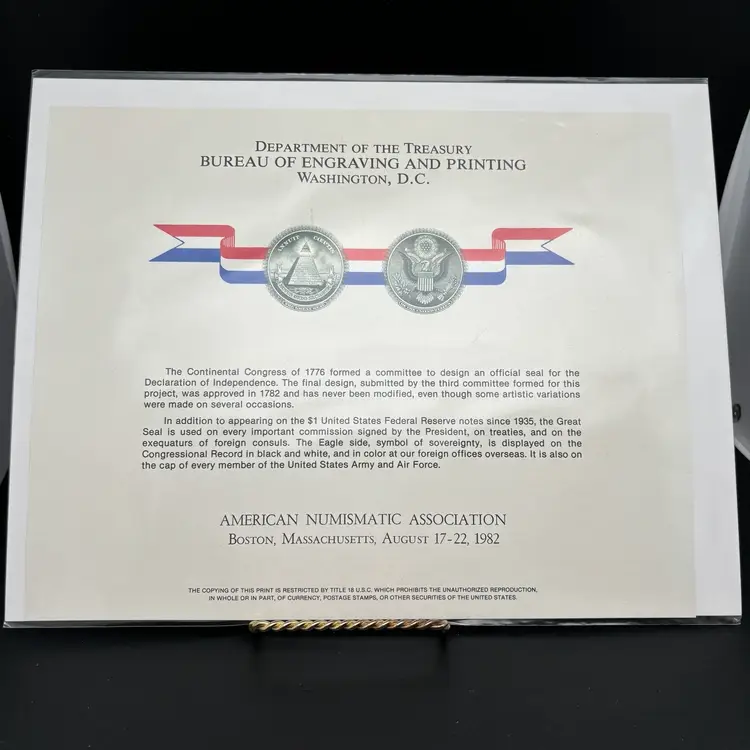 DEPARTMENT OF THE TREASURY
BUREAU OF ENGRAVING AND PRINTING
WASHINGTON, D.C.
ANNUIT COEPTIS
The Continental Congress of 1776 formed a committee to design an official seal for the
Declaration of Independence. The final design, submitted by the third committee formed for this
project, was approved in 1782 and has never been modified, even though some artistic variations
were made on several occasions.
In addition to appearing on the $1 United States Federal Reserve notes since 1935, the Great
Seal is used on every important commission signed by the President, on treaties, and on the
exequaturs of foreign consuls. The Eagle side, symbol of sovereignty, is displayed on the
Congressional Record in black and white, and in color at our foreign offices overseas. It is also on
the cap of every member of the United States Army and Air Force.
AMERICAN NUMISMATIC ASSOCIATION
BOSTON, MASSACHUSETTS, AUGUST 17-22, 1982
THE COPYING OF THIS PRINT IS RESTRICTED BY TITLE 18 U.S.C. WHICH PROHIBITS THE UNAUTHORIZED REPRODUCTION,
IN WHOLE OR IN PART, OF CURRENCY, POSTAGE STAMPS, OR OTHER SECURITIES OF THE UNITED STATES.